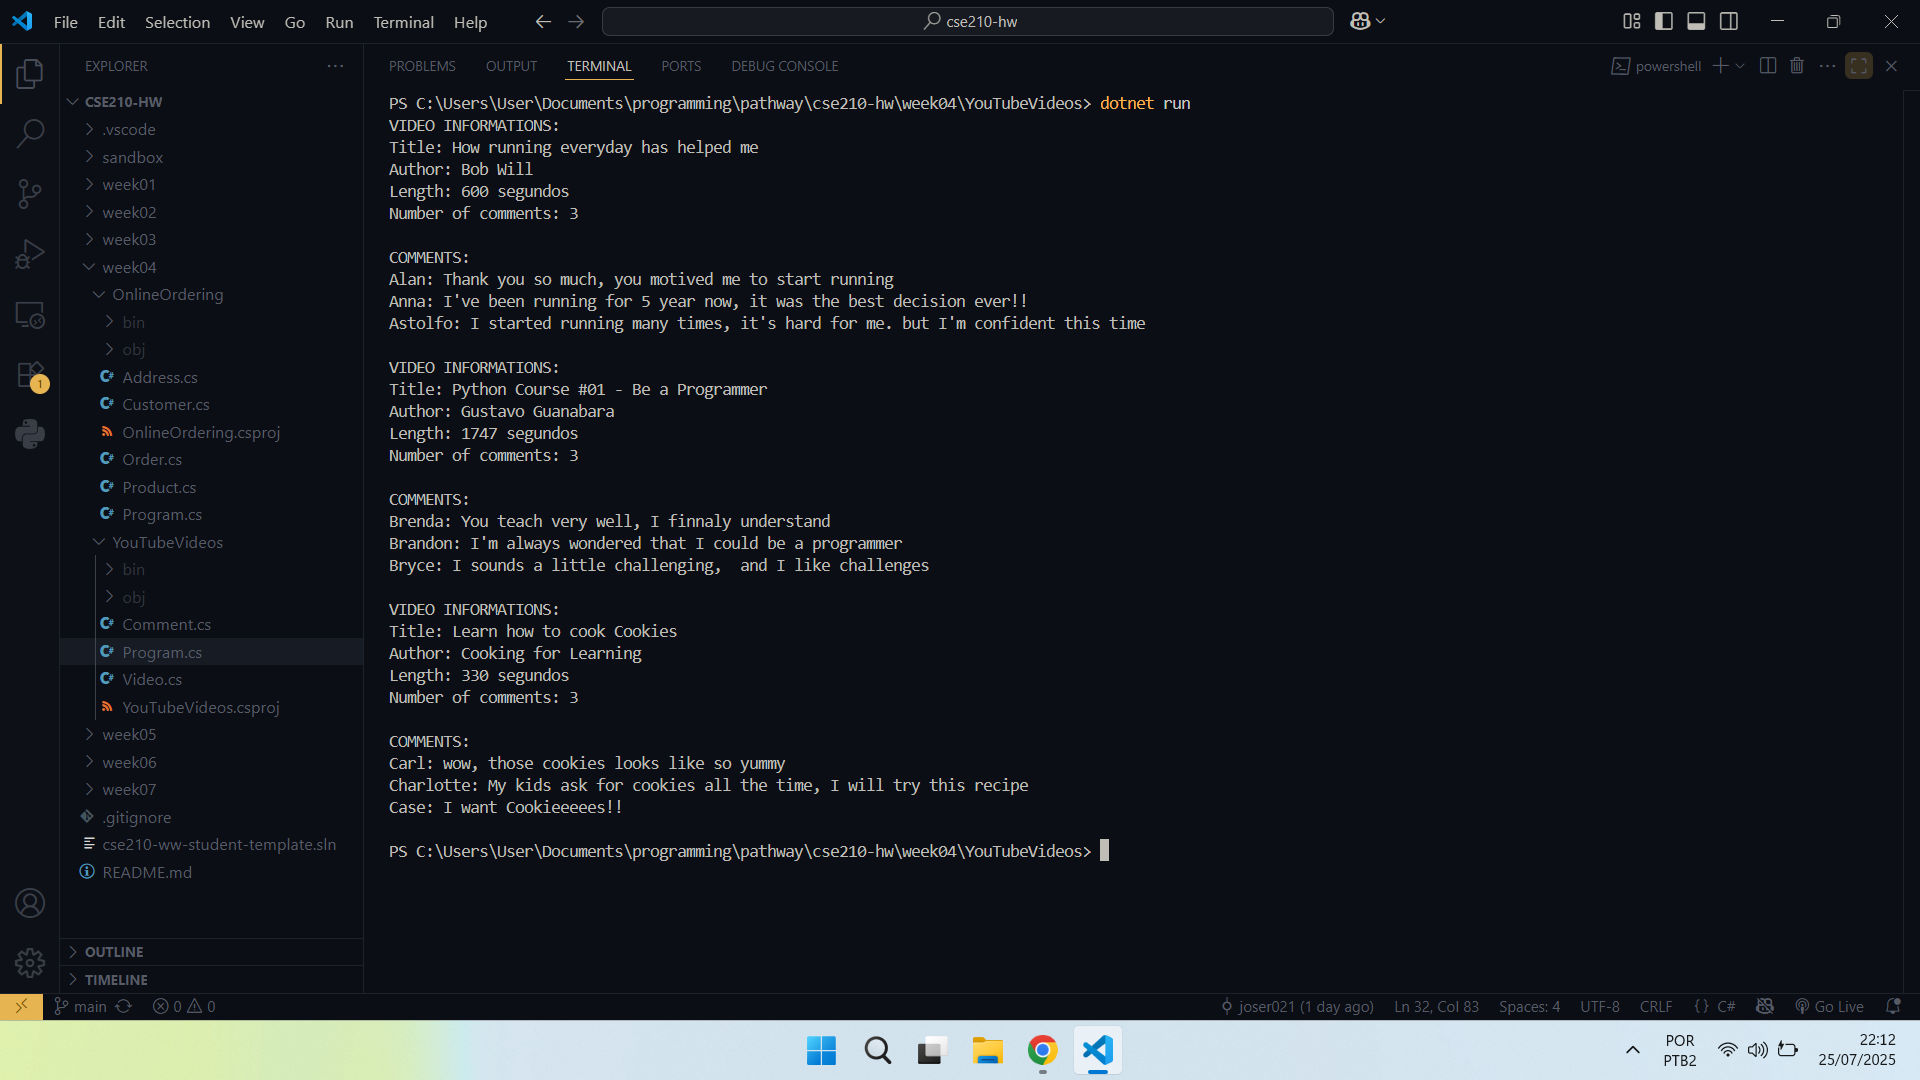 File Edit Selection View Go Run Terminal Help
cse210-hw
EXPLORER
CSE210-HW
.vscode
sandbox
week01
week02
week03
week04
OnlineOrdering
bin
obj
Address.cs
Customer.cs
OnlineOrdering.csproj
Order.cs
Product.cs
Program.cs
YouTubeVideos
bin
obj
Comment.cs
Program.cs
Video.cs
YouTubeVideos.csproj
week05
week06
week07
.gitignore
cse210-ww-student-template.sln
README.md
OUTLINE
TIMELINE
1
PROBLEMS OUTPUT TERMINAL PORTS DEBUG CONSOLE
powershell
PS C:\Users\User\Documents\programming\pathway\cse210-hw\week04\YouTubeVideos> dotnet run
VIDEO INFORMATIONS:
Title: How running everyday has helped me
Author: Bob Will
Length: 600 segundos
Number of comments: 3
COMMENTS:
Alan: Thank you so much, you motived me to start running
Anna: I've been running for 5 year now, it was the best decision ever!!
Astolfo: I started running many times, it's hard for me. but I'm confident this time
VIDEO INFORMATIONS:
Title: Python Course #01 - Be a Programmer
Author: Gustavo Guanabara
Length: 1747 segundos
Number of comments: 3
COMMENTS:
Brenda: You teach very well, I finnaly understand
Brandon: I'm always wondered that I could be a programmer
Bryce: I sounds a little challenging,  and I like challenges
VIDEO INFORMATIONS:
Title: Learn how to cook Cookies
Author: Cooking for Learning
Length: 330 segundos
Number of comments: 3
COMMENTS:
Carl: wow, those cookies looks like so yummy
Charlotte: My kids ask for cookies all the time, I will try this recipe
Case: I want Cookieeeees!!
PS C:\Users\User\Documents\programming\pathway\cse210-hw\week04\YouTubeVideos>
main 0 0
joser021 (1 day ago) Ln 32, Col 83 Spaces: 4 UTF-8 CRLF {} C# Go Live
POR
PTB2
22:12
25/07/2025